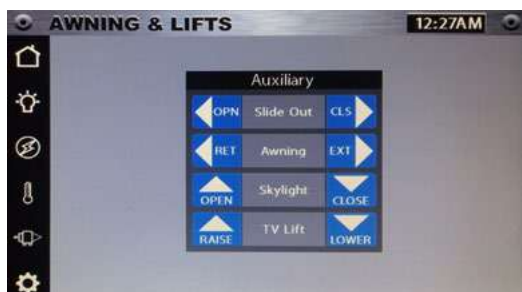 AWNING & LIFTS 12:27AM
Auxiliary
OPN Slide Out CLS
RET Awning EXT
OPEN Skylight CLOSE
RAISE TV Lift LOWER